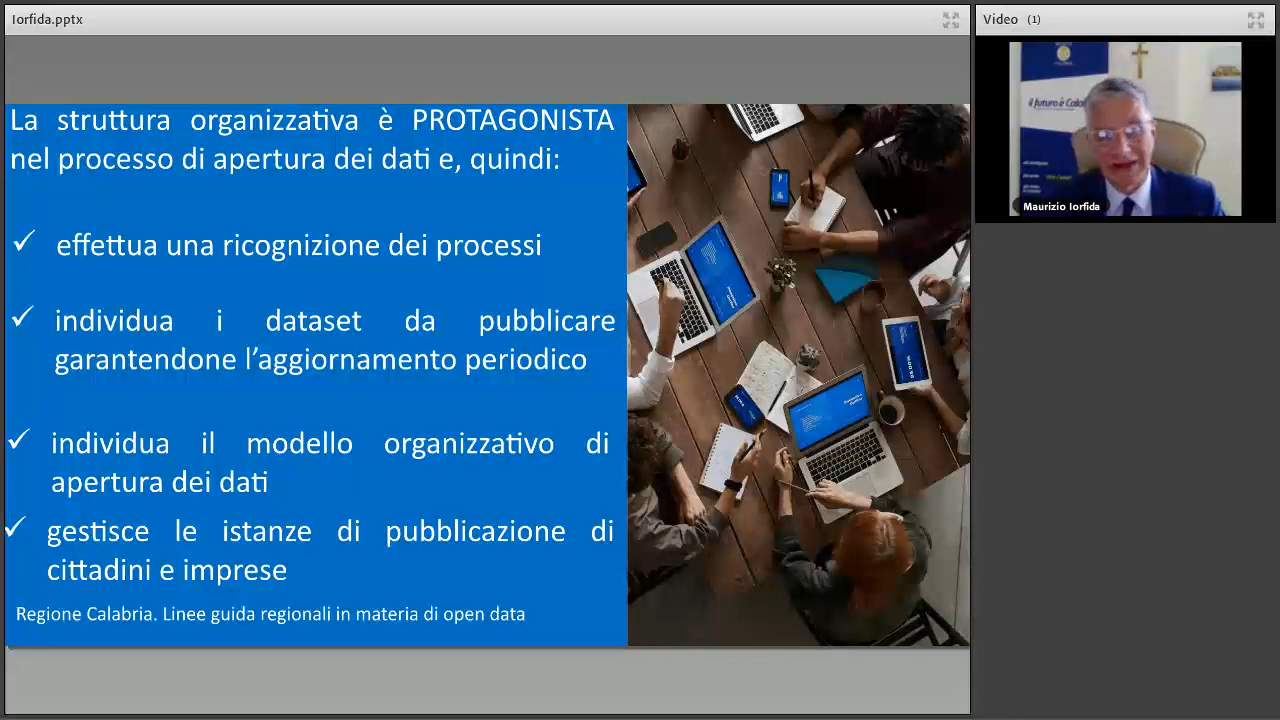 Iorfida.pptx
Video (1)
La struttura organizzativa è PROTAGONISTA
nel processo di apertura dei dati e, quindi:
✓ effettua una ricognizione dei processi
✓ individua i dataset da pubblicare
garantendone l’aggiornamento periodico
✓ individua il modello organizzativo di
apertura dei dati
✓ gestisce le istanze di pubblicazione di
cittadini e imprese
Regione Calabria. Linee guida regionali in materia di open data
il futuro è
Maurizio Iorfida